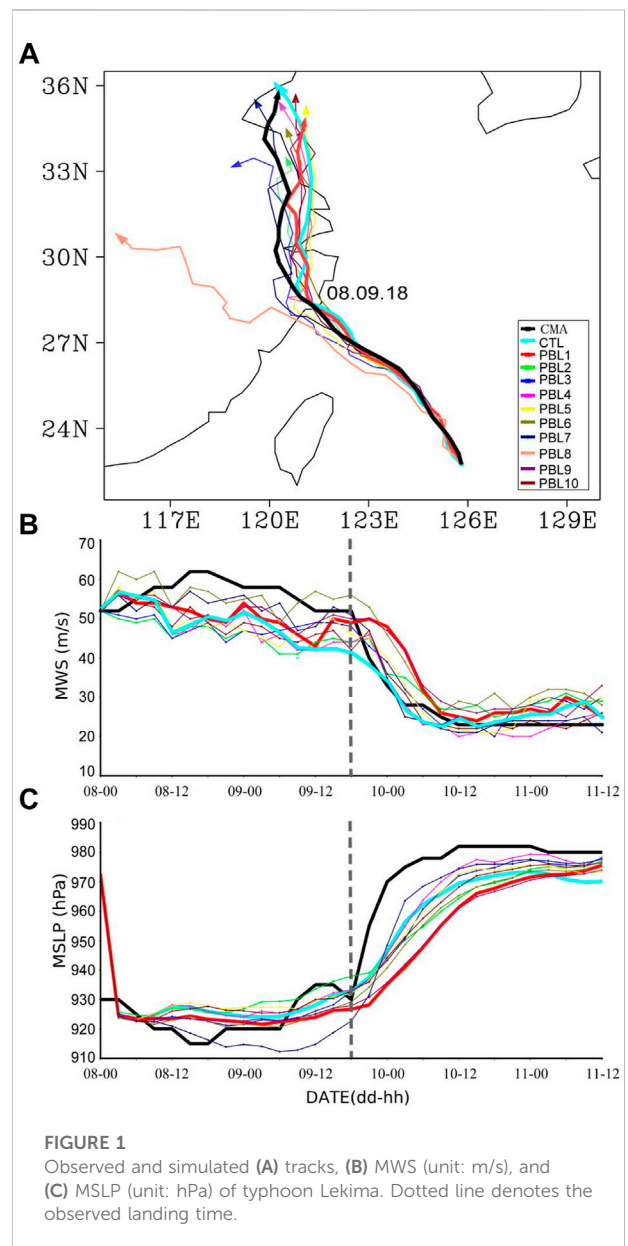 A
36N
33N
30N
27N
24N
08.09.18
CMA
CTL
PBL1
PBL2
PBL3
PBL4
PBL5
PBL6
PBL7
PBL8
PBL9
PBL10
117E 120E 123E 126E 129E
B
70
60
50
40
30
20
10
MWS (m/s)
08-00 08-12 09-00 09-12 10-00 10-12 11-00 11-12
C
990
980
970
960
950
940
930
920
910
MSLP (hPa)
08-00 08-12 09-00 09-12 10-00 10-12 11-00 11-12
DATE(dd-hh)
FIGURE 1
Observed and simulated (A) tracks, (B) MWS (unit: m/s), and
(C) MSLP (unit: hPa) of typhoon Lekima. Dotted line denotes the
observed landing time.